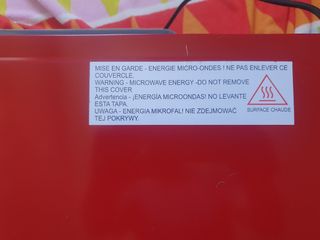 MISE EN GARDE - ENERGIE MICRO-ONDES ! NE PAS ENLEVER CE
COUVERCLE.
WARNING - MICROWAVE ENERGY -DO NOT REMOVE
THIS COVER
Advertencia - ¡ENERGÍA MICROONDAS! NO LEVANTE
ESTA TAPA.
UWAGA - ENERGIA MIKROFAL! NIE ZDEJMOWAĆ
TEJ POKRYWY.
SURFACE CHAUDE